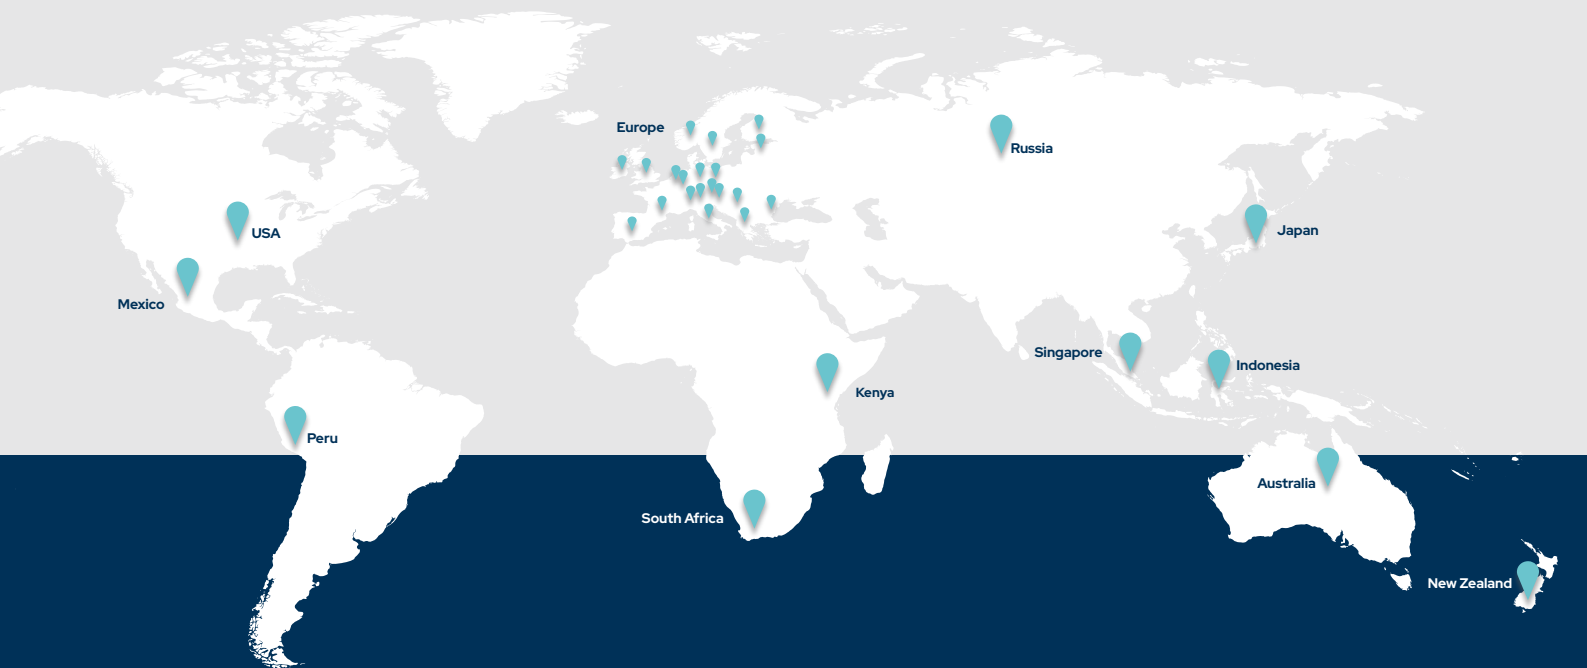 Europe
Russia
USA
Japan
Mexico
Singapore
Indonesia
Kenya
Peru
Australia
South Africa
New Zealand